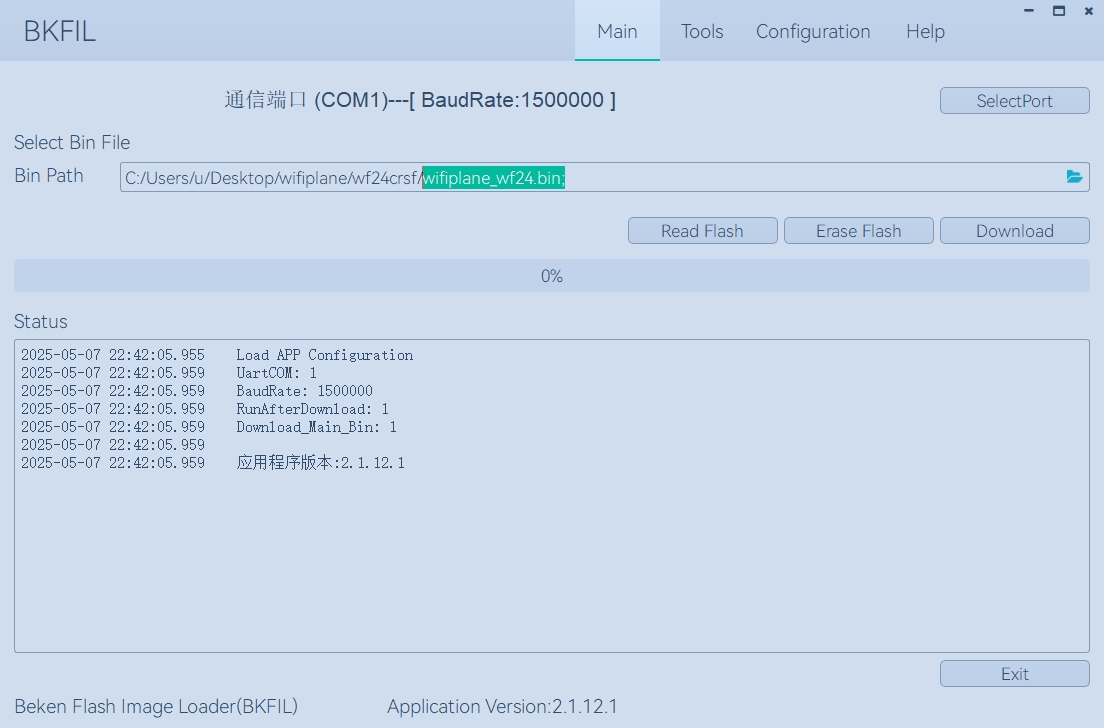 BKFIL
Main Tools Configuration Help
通信端口 (COM1)---[ BaudRate:1500000 ]
SelectPort
Select Bin File
Bin Path C:/Users/u/Desktop/wifiplane/wf24crsf/wifiplane_wf24.bin;
Read Flash Erase Flash Download
0%
Status
2025-05-07 22:42:05.955 Load APP Configuration
2025-05-07 22:42:05.959 UartCOM: 1
2025-05-07 22:42:05.959 BaudRate: 1500000
2025-05-07 22:42:05.959 RunAfterDownload: 1
2025-05-07 22:42:05.959 Download_Main_Bin: 1
2025-05-07 22:42:05.959
2025-05-07 22:42:05.959 应用程序版本:2.1.12.1
Exit
Beken Flash Image Loader(BKFIL) Application Version:2.1.12.1